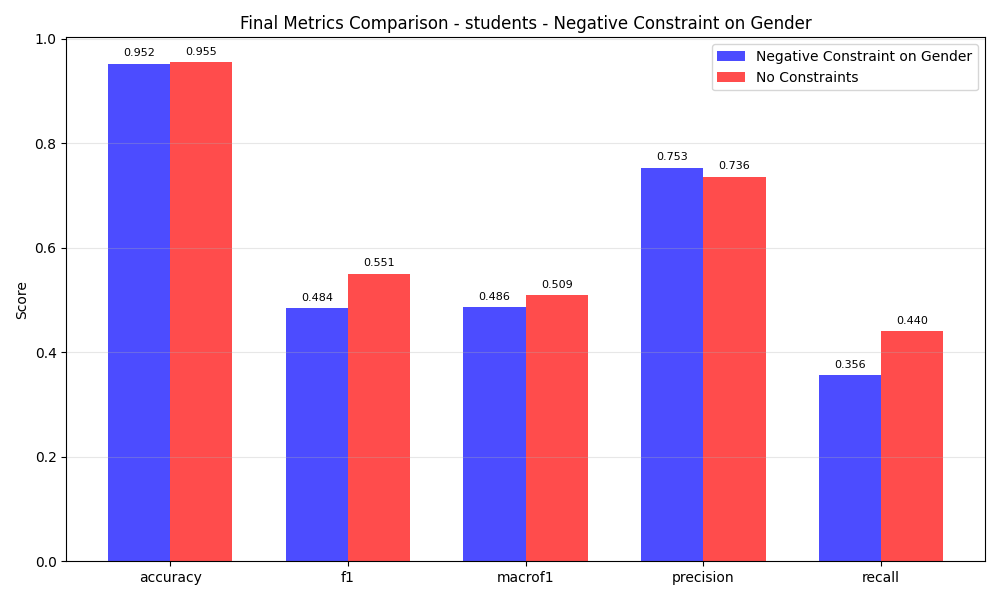 Final Metrics Comparison - students - Negative Constraint on Gender
Negative Constraint on Gender
No Constraints
Score
1.0
0.8
0.6
0.4
0.2
0.0
0.952
0.955
0.484
0.551
0.486
0.509
0.753
0.736
0.356
0.440
accuracy
f1
macrof1
precision
recall